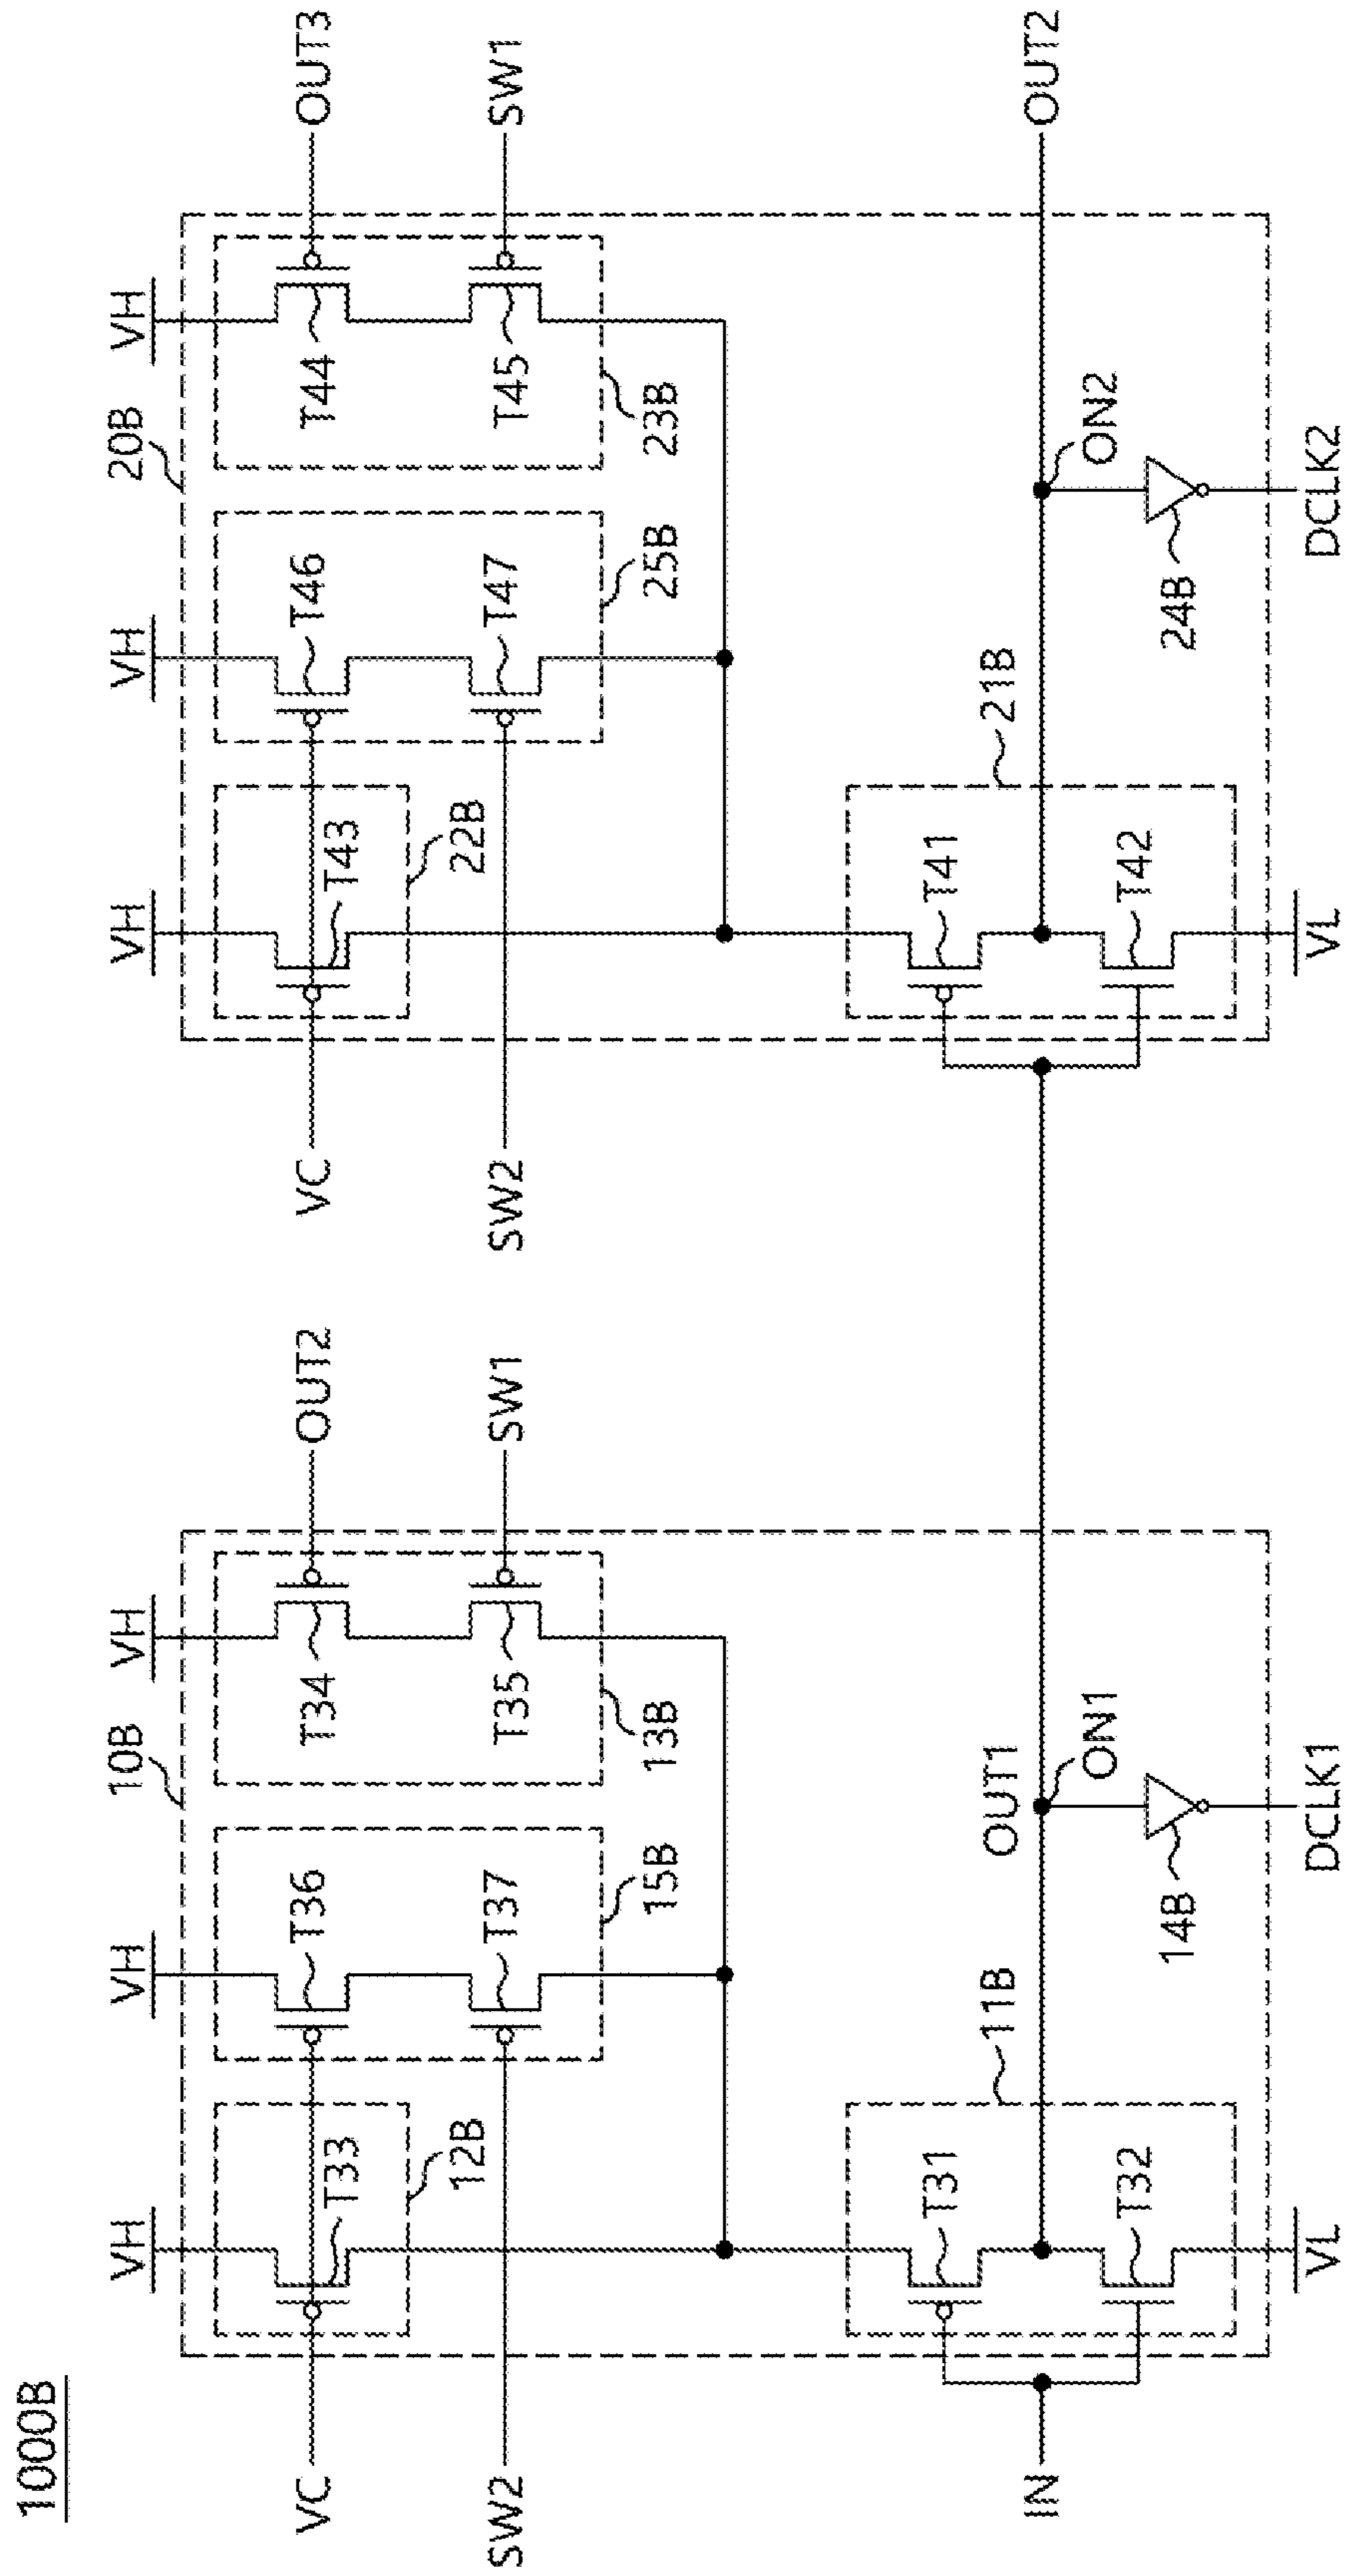 1000B
10B
20B
VH
VH
VH
VH
VH
VH
VC
T33
T36
T34
OUT2
VC
T43
T46
T44
OUT3
12B
22B
SW2
T37
T35
SW1
SW2
T47
T45
SW1
15B
13B
25B
23B
11B
OUT1
21B
T31
T41
IN
ON1
OUT2
ON2
T32
14B
T42
24B
VL
DCLK1
VL
DCLK2